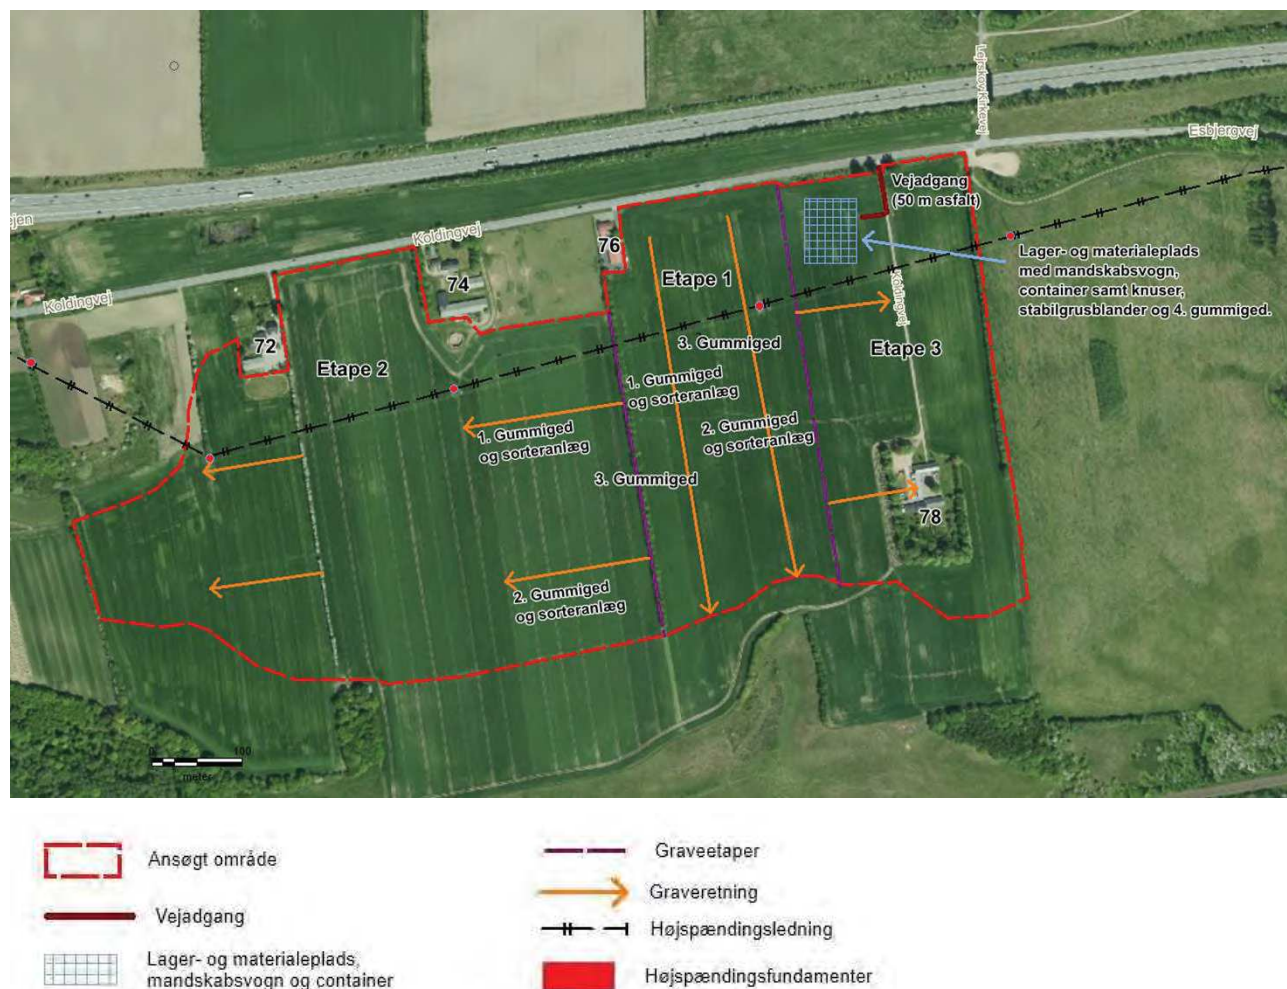 Løjrskov Kirkevej
Esbjergvej
Vejadgang
(50 m asfalt)
Koldingvej
76
74
Etape 1
Lager- og materialeplads
med mandskabsvogn,
container samt knuser,
stabilgrusblander og 4. gummiged.
Koldingvej
Koldingvej
72
Etape 2
3. Gummiged
Etape 3
1. Gummiged
og sorteranlæg
1. Gummiged
og sorteranlæg
2. Gummiged
og sorteranlæg
3. Gummiged
78
2. Gummiged
og sorteranlæg
0 100
meter
Ansøgt område
Vejadgang
Lager- og materialeplads,
mandskabsvogn og container
Graveetaper
Graveretning
Højspændingsledning
Højspændingsfundamenter